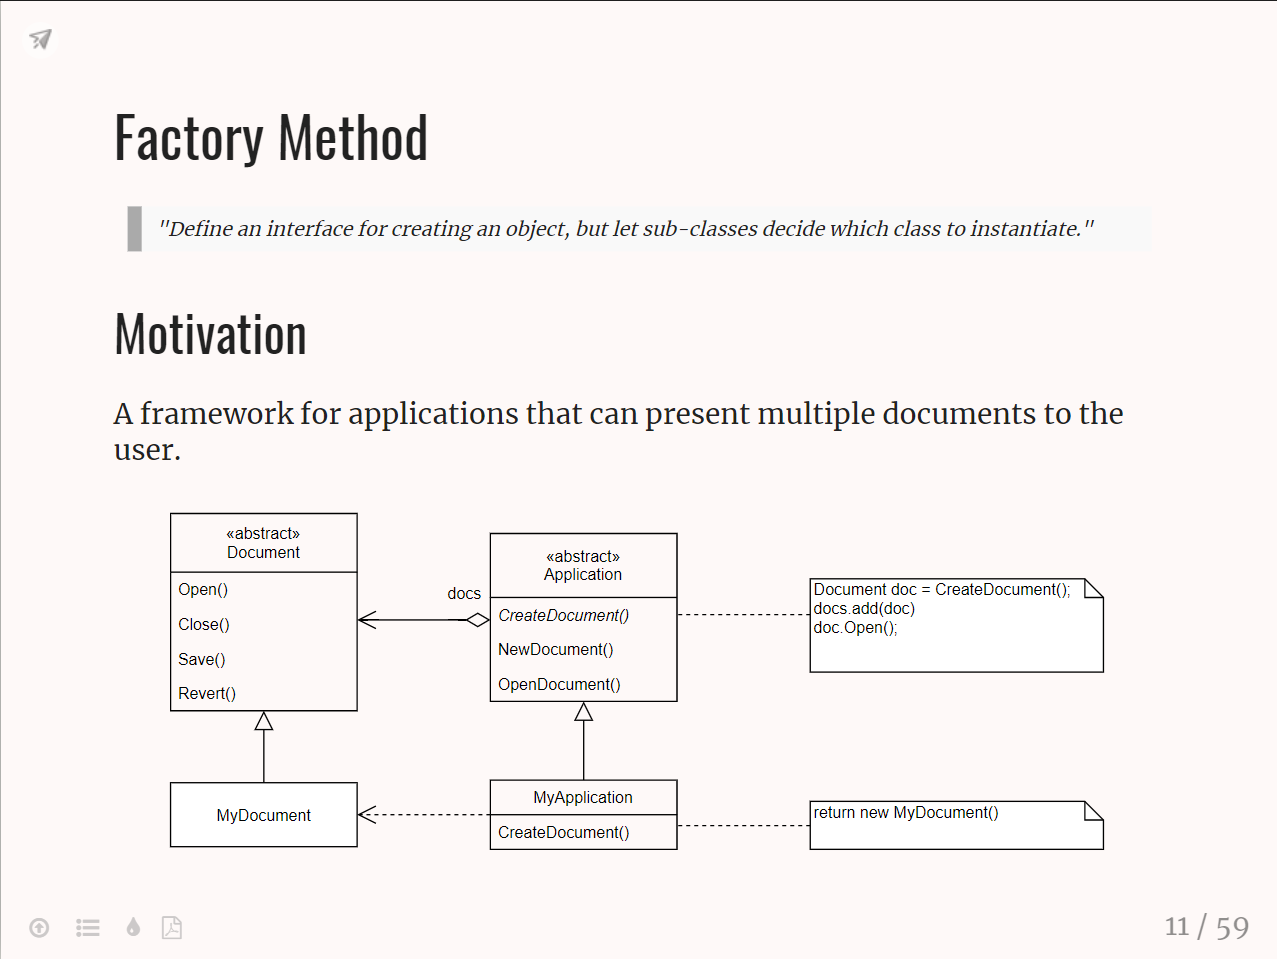 Factory Method
"Define an interface for creating an object, but let sub-classes decide which class to instantiate."
Motivation
A framework for applications that can present multiple documents to the
user.
«abstract»
Document
Open()
Close()
Save()
Revert()
docs
«abstract»
Application
CreateDocument()
NewDocument()
OpenDocument()
Document doc = CreateDocument();
docs.add(doc)
doc.Open();
MyDocument
MyApplication
CreateDocument()
return new MyDocument()
11 / 59